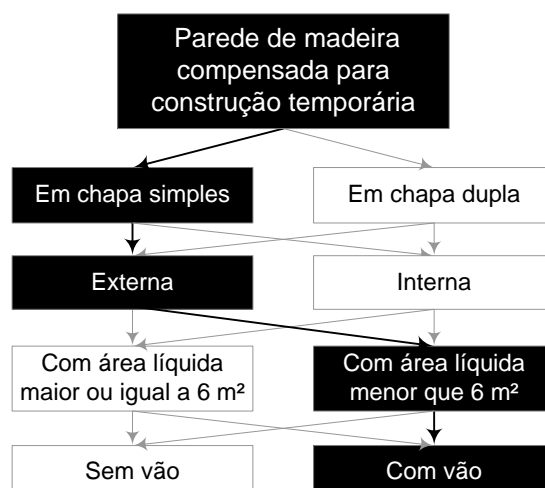 Parede de madeira
compensada para
construção temporária
Em chapa simples
Em chapa dupla
Externa
Interna
Com área líquida
maior ou igual a 6 m²
Com área líquida
menor que 6 m²
Sem vão
Com vão